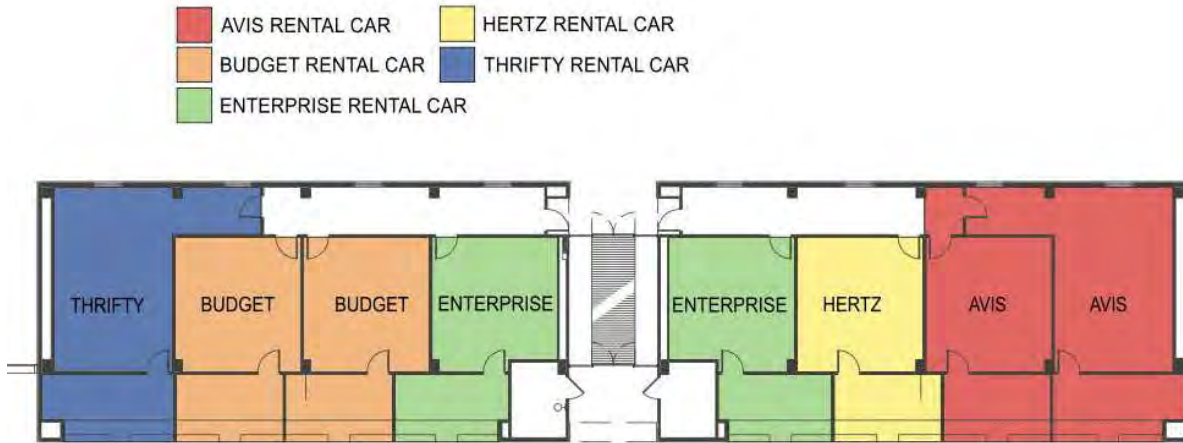 AVIS RENTAL CAR
HERTZ RENTAL CAR
BUDGET RENTAL CAR
THRIFTY RENTAL CAR
ENTERPRISE RENTAL CAR
THRIFTY
BUDGET
BUDGET
ENTERPRISE
ENTERPRISE
HERTZ
AVIS
AVIS